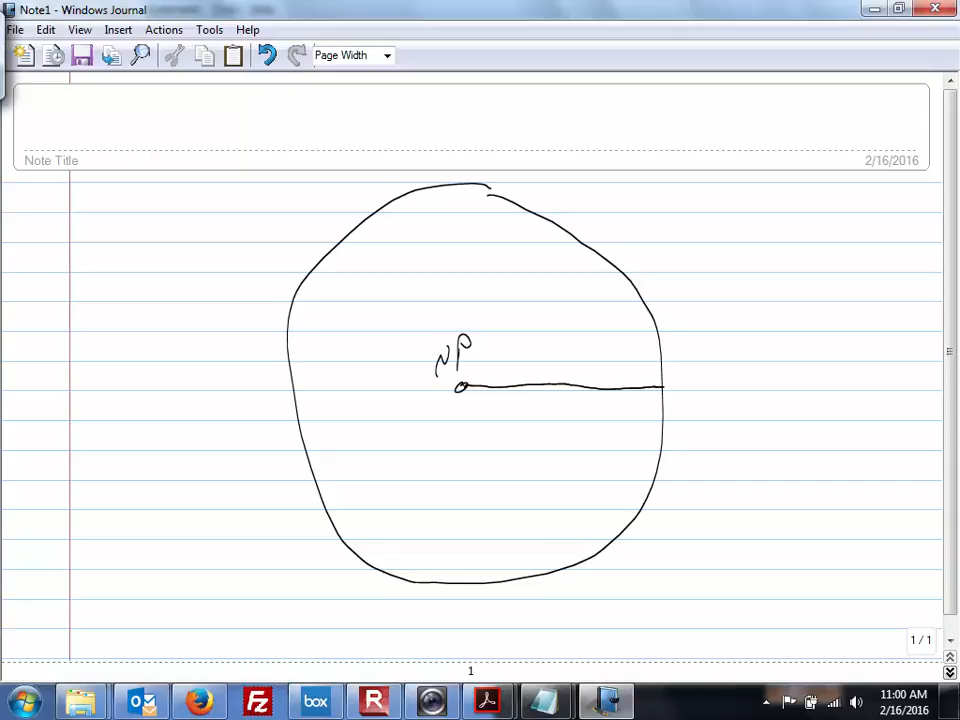 Note1 - Windows Journal
File Edit View Insert Actions Tools Help
Page Width
Note Title 2/16/2016
NP
1 / 1
1
box
11:00 AM
2/16/2016